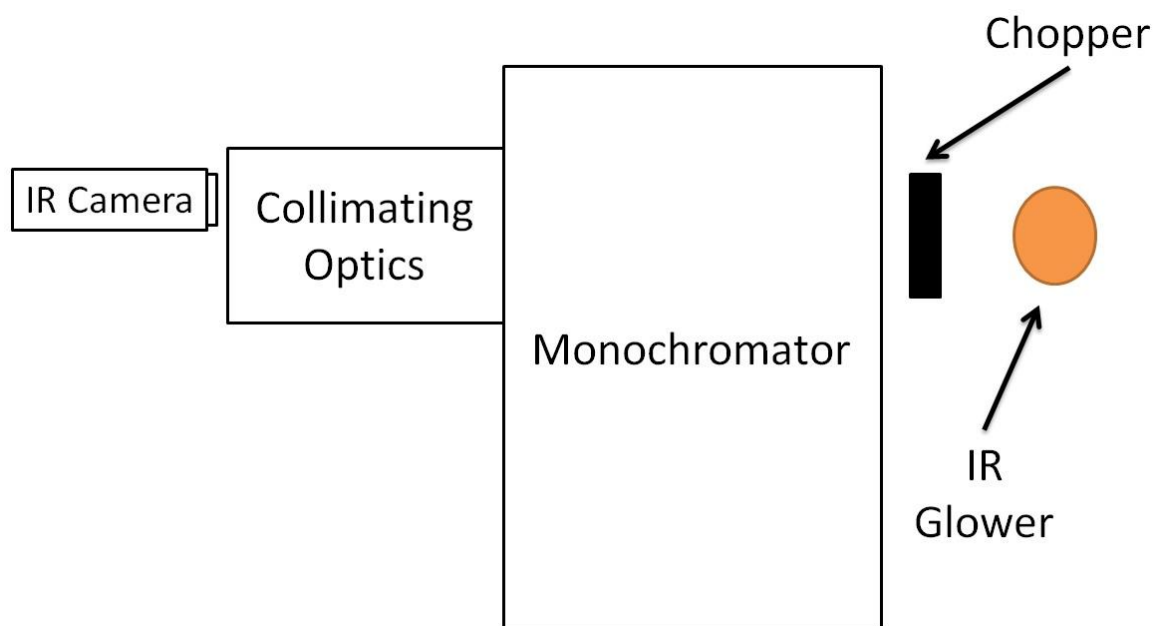 Chopper
IR Camera
Collimating
Optics
Monochromator
IR
Glower